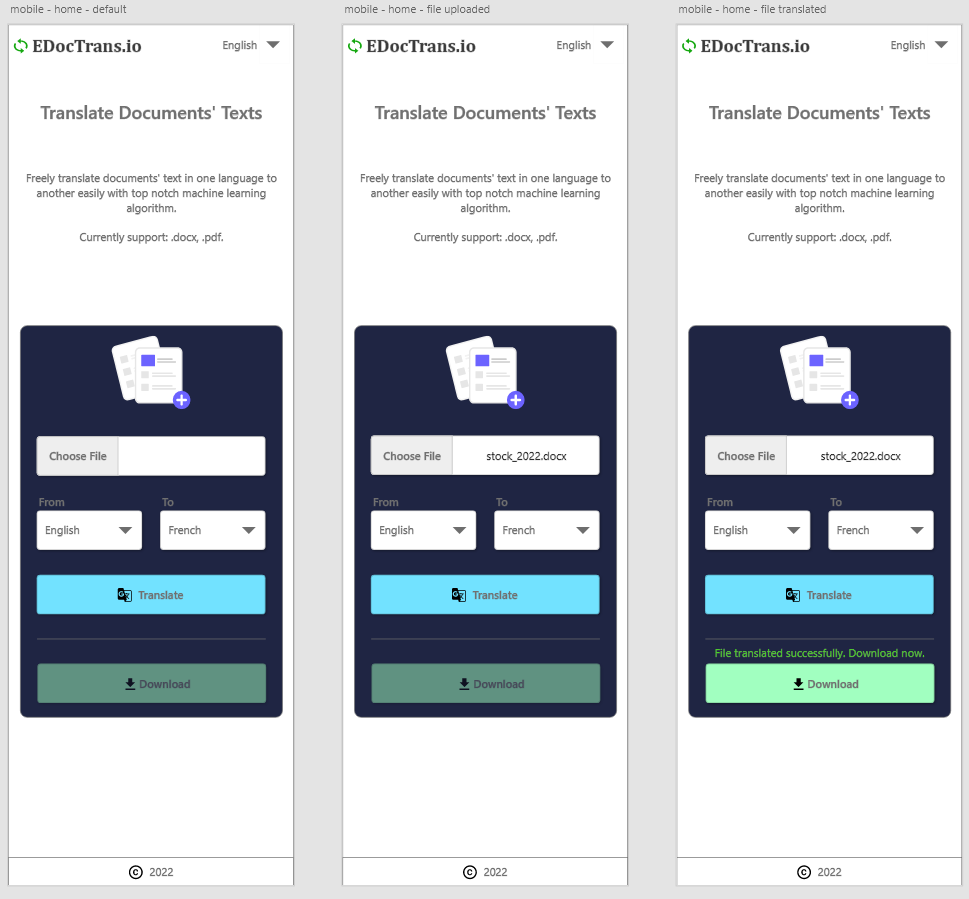 mobile - home - default
EDocTrans.io
English
Translate Documents' Texts
Freely translate documents' text in one language to
another easily with top notch machine learning
algorithm.
Currently support: .docx, .pdf.
Choose File
From To
English French
Translate
Download
© 2022
mobile - home - file uploaded
EDocTrans.io
English
Translate Documents' Texts
Freely translate documents' text in one language to
another easily with top notch machine learning
algorithm.
Currently support: .docx, .pdf.
Choose File stock_2022.docx
From To
English French
Translate
Download
© 2022
mobile - home - file translated
EDocTrans.io
English
Translate Documents' Texts
Freely translate documents' text in one language to
another easily with top notch machine learning
algorithm.
Currently support: .docx, .pdf.
Choose File stock_2022.docx
From To
English French
Translate
File translated successfully. Download now.
Download
© 2022